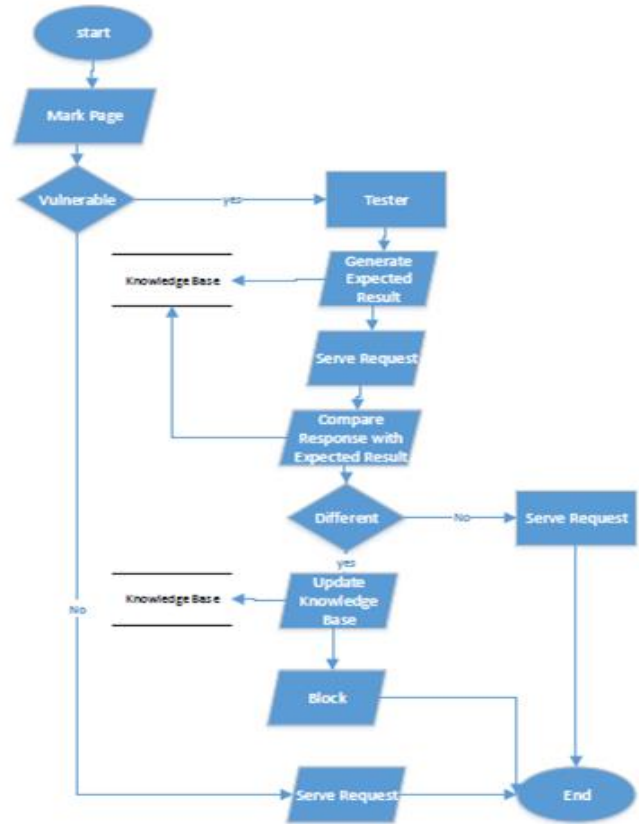 start
Mark Page
Vulnerable
yes
Tester
Generate
Expected
Result
Knowledge Base
Serve Request
Compare
Response with
Expected Result
Different
No
Serve Request
yes
Update
Knowledge
Base
Knowledge Base
No
Block
Serve Request
End